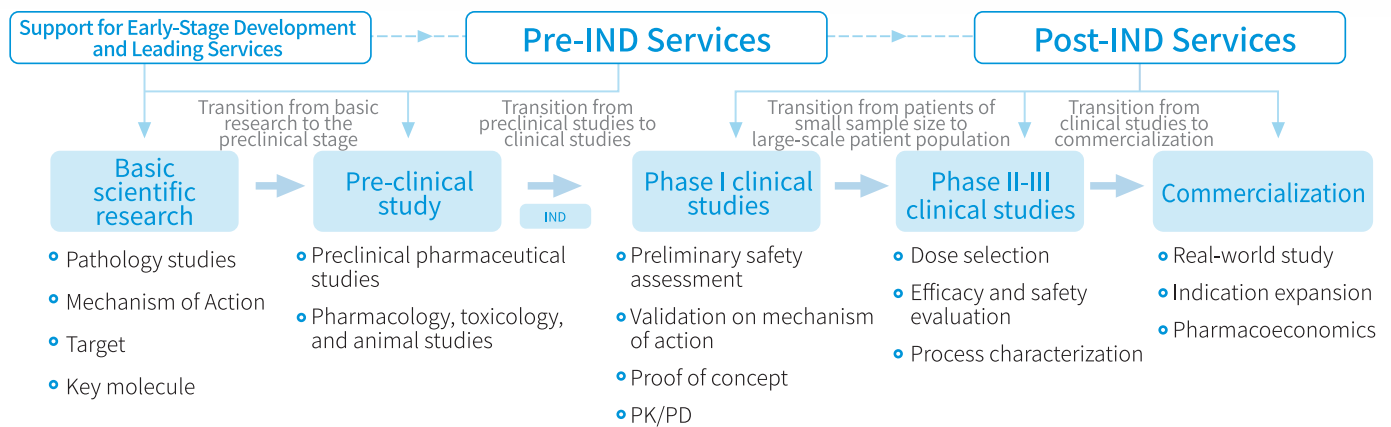 Support for Early-Stage Development
and Leading Services
Pre-IND Services
Post-IND Services
Transition from basic
research to the
preclinical stage
Transition from
preclinical studies to
clinical studies
Transition from patients of
small sample size to
large-scale patient population
Transition from
clinical studies to
commercialization
Basic
scientific
research
Pre-clinical
study
IND
Phase I clinical
studies
Phase II-III
clinical studies
Commercialization
Pathology studies
Mechanism of Action
Target
Key molecule
Preclinical pharmaceutical
studies
Pharmacology, toxicology,
and animal studies
Preliminary safety
assessment
Validation on mechanism
of action
Proof of concept
PK/PD
Dose selection
Efficacy and safety
evaluation
Process characterization
Real-world study
Indication expansion
Pharmacoeconomics